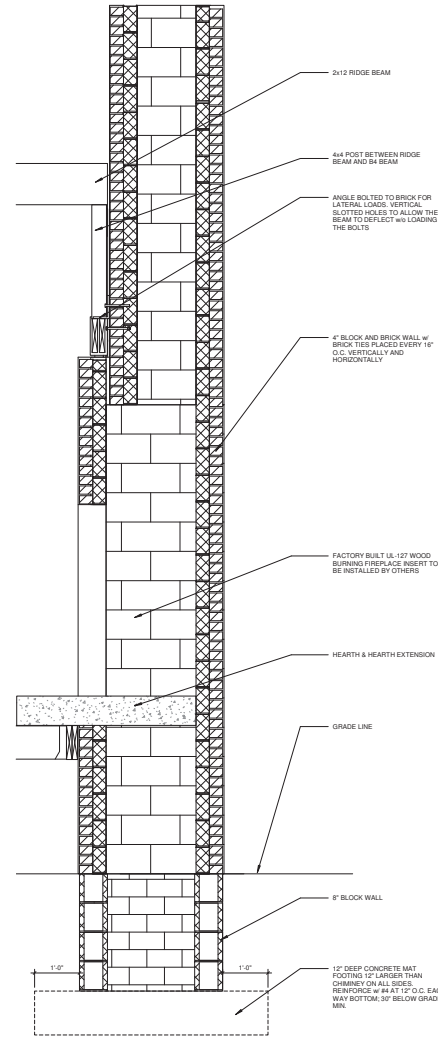 2x12 RIDGE BEAM
4x4 POST BETWEEN RIDGE
BEAM AND B4 BEAM
ANGLE BOLTED TO BRICK FOR
LATERAL LOADS. VERTICAL
SLOTTED HOLES TO ALLOW THE
BEAM TO DEFLECT w/o LOADING
THE BOLTS
4" BLOCK AND BRICK WALL w/
BRICK TIES PLACED EVERY 16"
O.C. VERTICALLY AND
HORIZONTALLY
FACTORY BUILT UL-127 WOOD
BURNING FIREPLACE INSERT TO
BE INSTALLED BY OTHERS
HEARTH & HEARTH EXTENSION
GRADE LINE
8" BLOCK WALL
1'-0"
1'-0"
12" DEEP CONCRETE MAT
FOOTING 12" LARGER THAN
CHIMINEY ON ALL SIDES.
REINFORCE w/ #4 AT 12" O.C. EAC
WAY BOTTOM; 30" BELOW GRAD
MIN.